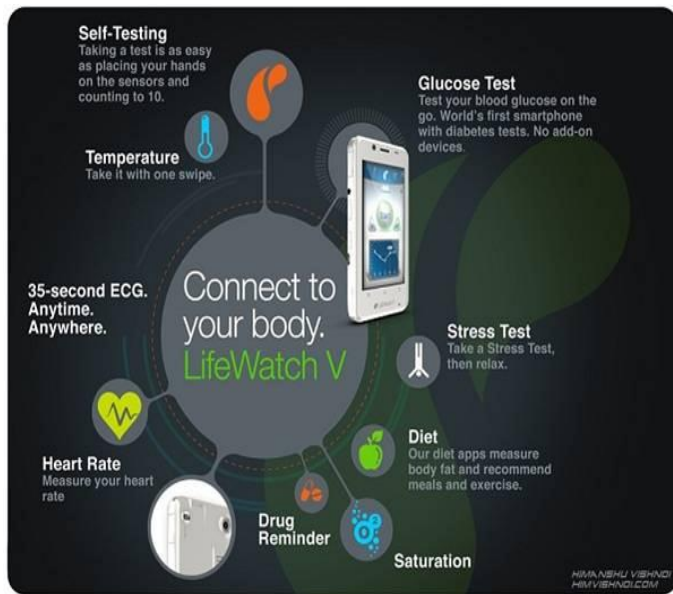 Self-Testing
Taking a test is as easy
as placing your hands
on the sensors and
counting to 10.
Glucose Test
Test your blood glucose on the
go. World's first smartphone
with diabetes tests. No add-on
devices.
Temperature
Take it with one swipe.
35-second ECG.
Anytime.
Anywhere.
Connect to
your body.
LifeWatch V
Stress Test
Take a Stress Test,
then relax.
Heart Rate
Measure your heart
rate
Diet
Our diet apps measure
body fat and recommend
meals and exercise.
Drug
Reminder
Saturation
HIMANSHU VISHNOI
HIMVISHNOI.COM